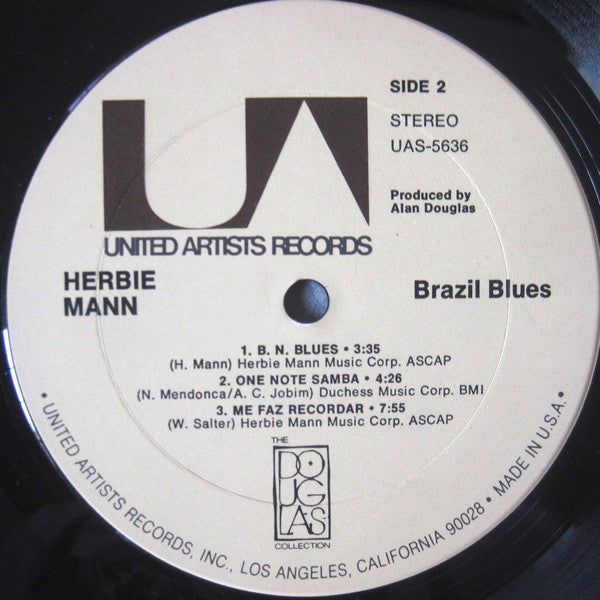 SIDE 2
STEREO
UAS-5636
Produced by
Alan Douglas
UA
UNITED ARTISTS RECORDS
HERBIE
MANN
Brazil Blues
1. B. N. BLUES • 3:35
(H. Mann) Herbie Mann Music Corp. ASCAP
2. ONE NOTE SAMBA • 4:26
(N. Mendonca/A. C. Jobim) Duchess Music Corp. BMI
3. ME FAZ RECORDAR • 7:55
(W. Salter) Herbie Mann Music Corp. ASCAP
THE
DO
UG
LAS
COLLECTION
• UNITED ARTISTS RECORDS, INC., LOS ANGELES, CALIFORNIA 90028 • MADE IN U.S.A. •